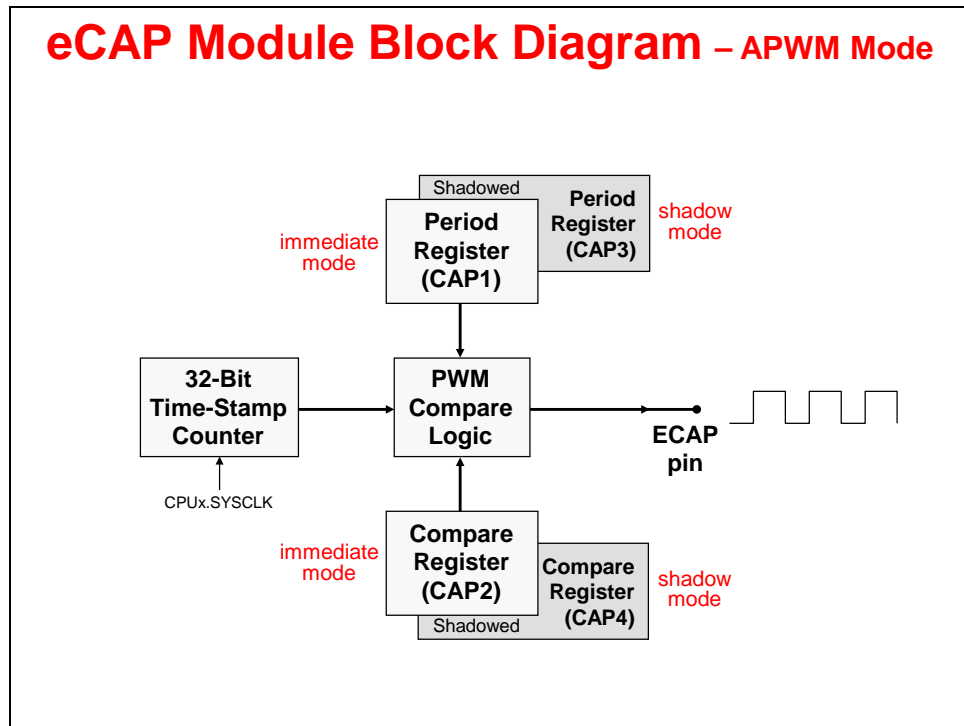 eCAP Module Block Diagram – APWM Mode
Shadowed
Period
Register
(CAP3)
shadow
mode
immediate
mode
Period
Register
(CAP1)
32-Bit
Time-Stamp
Counter
PWM
Compare
Logic
ECAP
pin
CPUx.SYSCLK
immediate
mode
Compare
Register
(CAP2)
Compare
Register
(CAP4)
shadow
mode
Shadowed